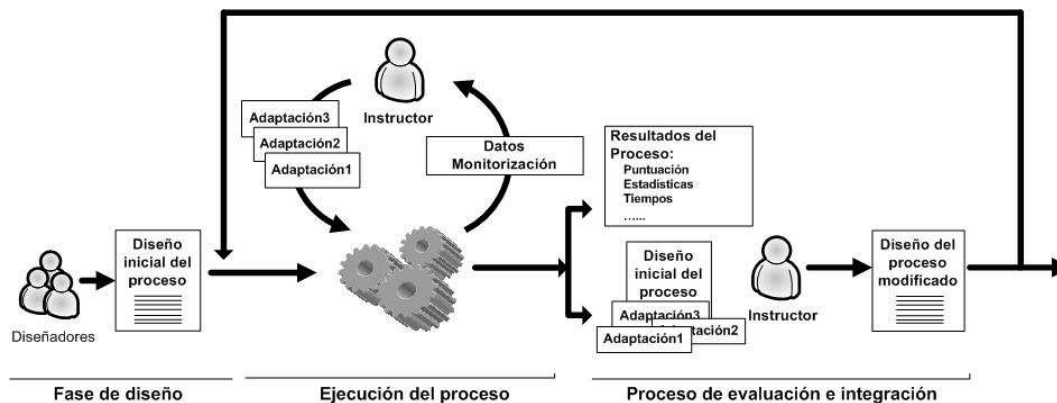 Diseñadores
Diseño
inicial del
proceso
Adaptación3
Adaptación2
Adaptación1
Instructor
Datos
Monitorización
Resultados del
Proceso:
Puntuación
Estadísticas
Tiempos
…...
Diseño
inicial del
proceso
Adaptación3
Adaptación1
Instructor
Diseño del
proceso
modificado
Fase de diseño
Ejecución del proceso
Proceso de evaluación e integración